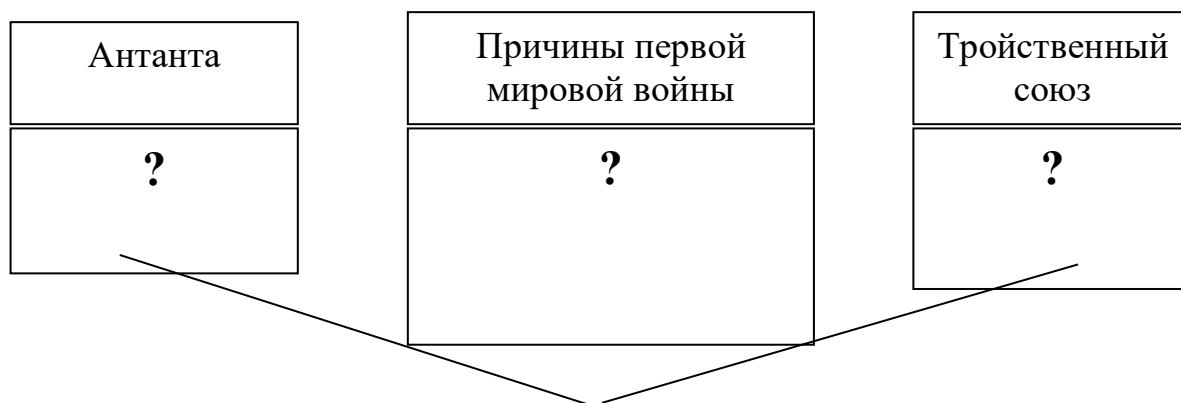 Антанта
Причины первой
мировой войны
Тройственный
союз
?
?
?